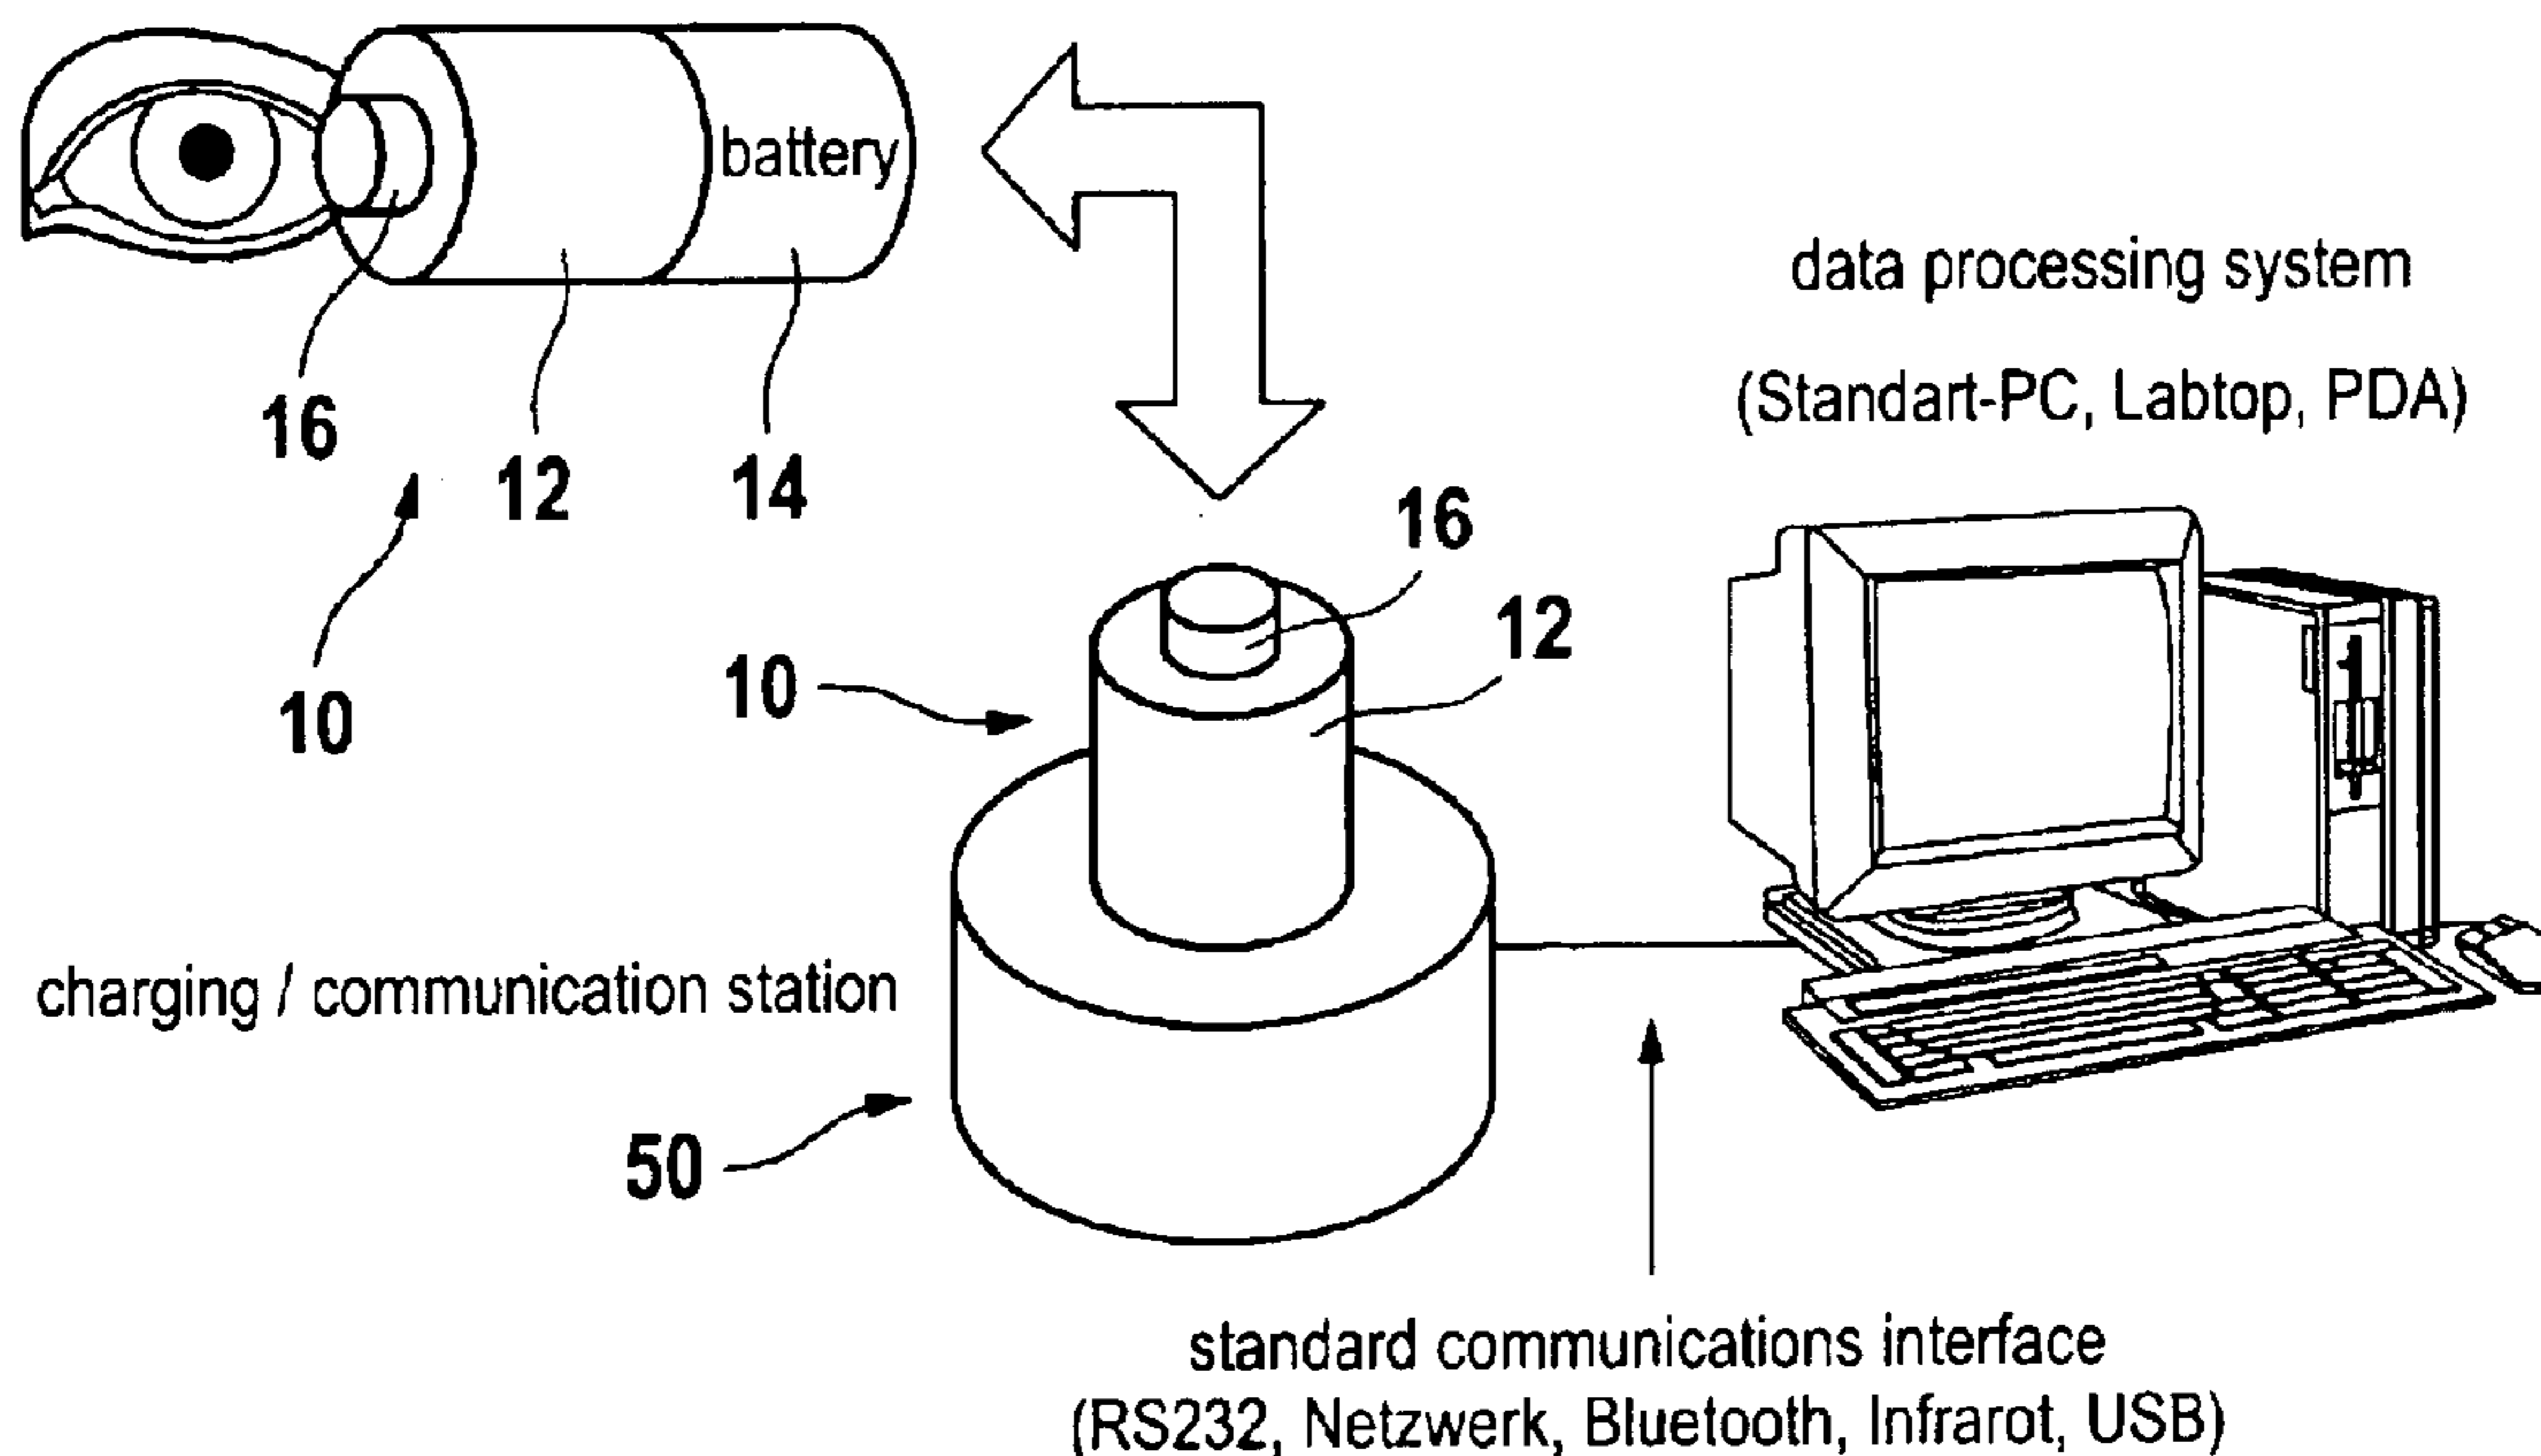 battery
data processing system
(Standart-PC, Labtop, PDA)
16
12
14
10
16
12
10
charging / communication station
50
standard communications interface
(RS232, Netzwerk, Bluetooth, Infrarot, USB)